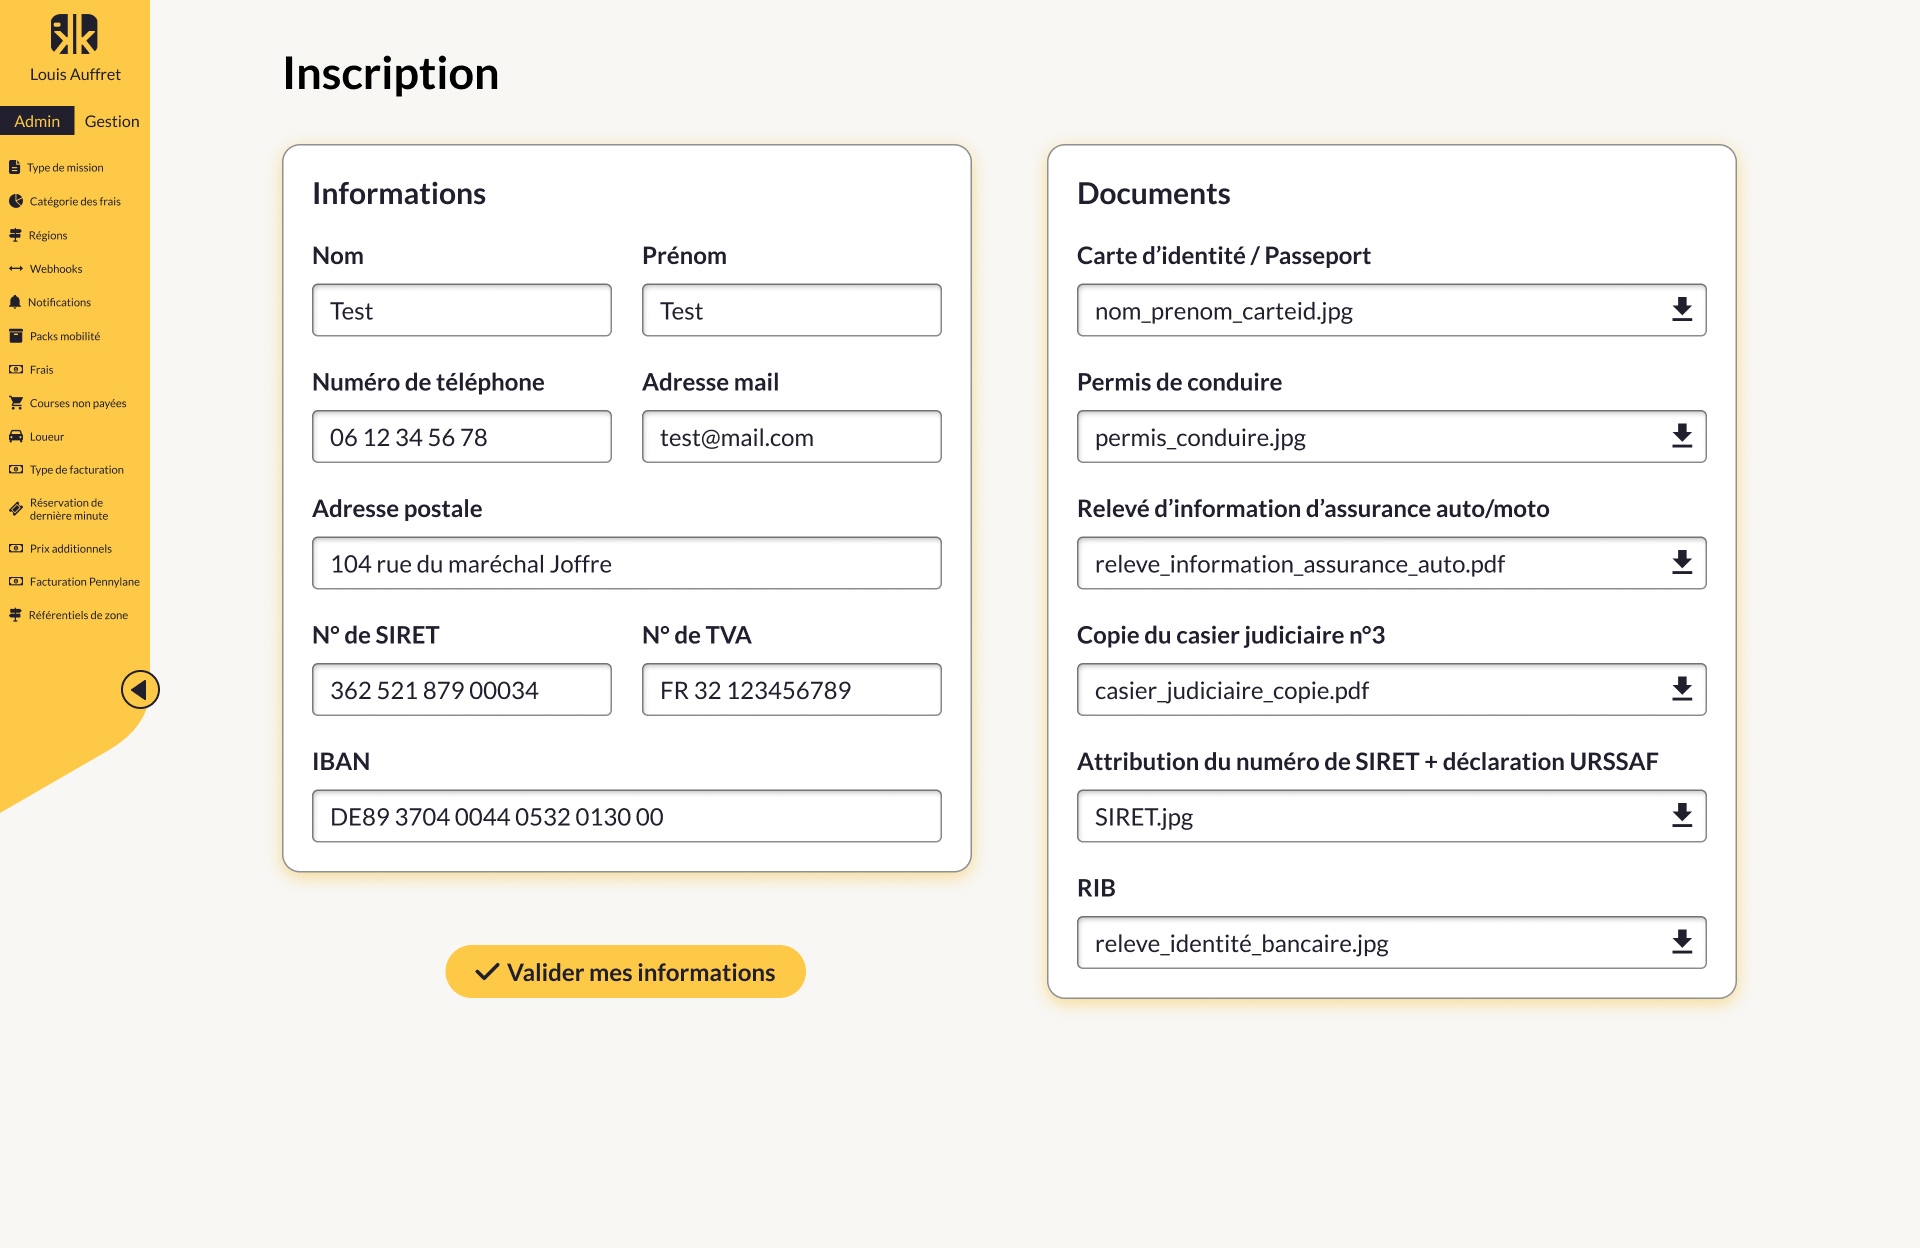 Louis Auffret
Admin
Gestion
Type de mission
Catégorie des frais
Régions
Webhooks
Notifications
Packs mobilité
Frais
Courses non payées
Loueur
Type de facturation
Réservation de
dernière minute
Prix additionnels
Facturation Pennylane
Référentiels de zone
Inscription
Informations
Nom
Prénom
Test
Test
Numéro de téléphone
Adresse mail
06 12 34 56 78
test@mail.com
Adresse postale
104 rue du maréchal Joffre
N° de SIRET
N° de TVA
362 521 879 00034
FR 32 123456789
IBAN
DE89 3704 0044 0532 0130 00
Valider mes informations
Documents
Carte d’identité / Passeport
nom_prenom_carteid.jpg
Permis de conduire
permis_conduire.jpg
Relevé d’information d’assurance auto/moto
releve_information_assurance_auto.pdf
Copie du casier judiciaire n°3
casier_judiciaire_copie.pdf
Attribution du numéro de SIRET + déclaration URSSAF
SIRET.jpg
RIB
releve_identité_bancaire.jpg